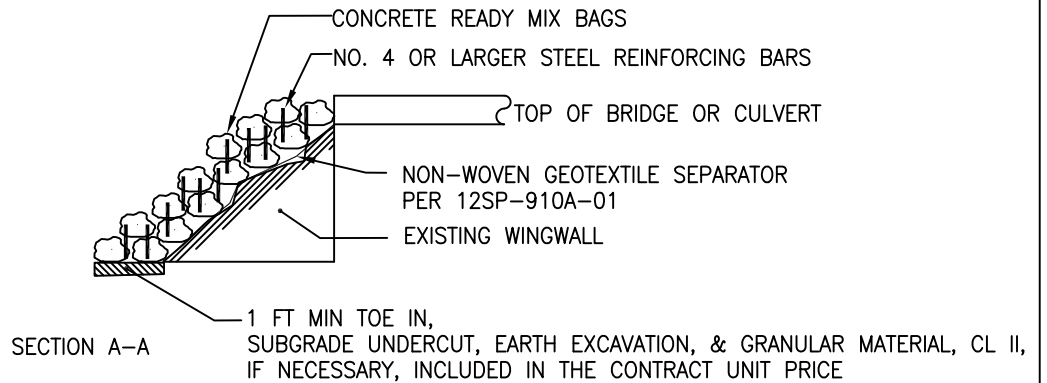 CONCRETE READY MIX BAGS
NO. 4 OR LARGER STEEL REINFORCING BARS
TOP OF BRIDGE OR CULVERT
NON-WOVEN GEOTEXTILE SEPARATOR
PER 12SP-910A-01
EXISTING WINGWALL
1 FT MIN TOE IN,
SUBGRADE UNDERCUT, EARTH EXCAVATION, & GRANULAR MATERIAL, CL II,
IF NECESSARY, INCLUDED IN THE CONTRACT UNIT PRICE
SECTION A-A